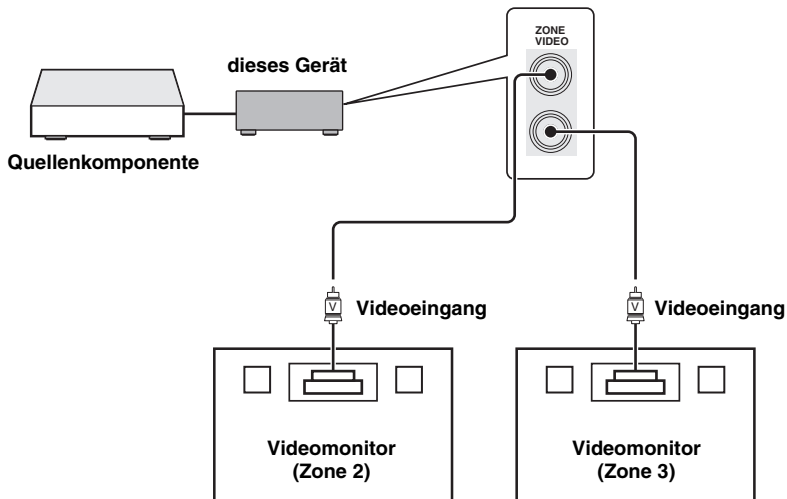 ZONE
VIDEO
dieses Gerät
Quellenkomponente
V
Videoeingang
V
Videoeingang
Videomonitor
(Zone 2)
Videomonitor
(Zone 3)